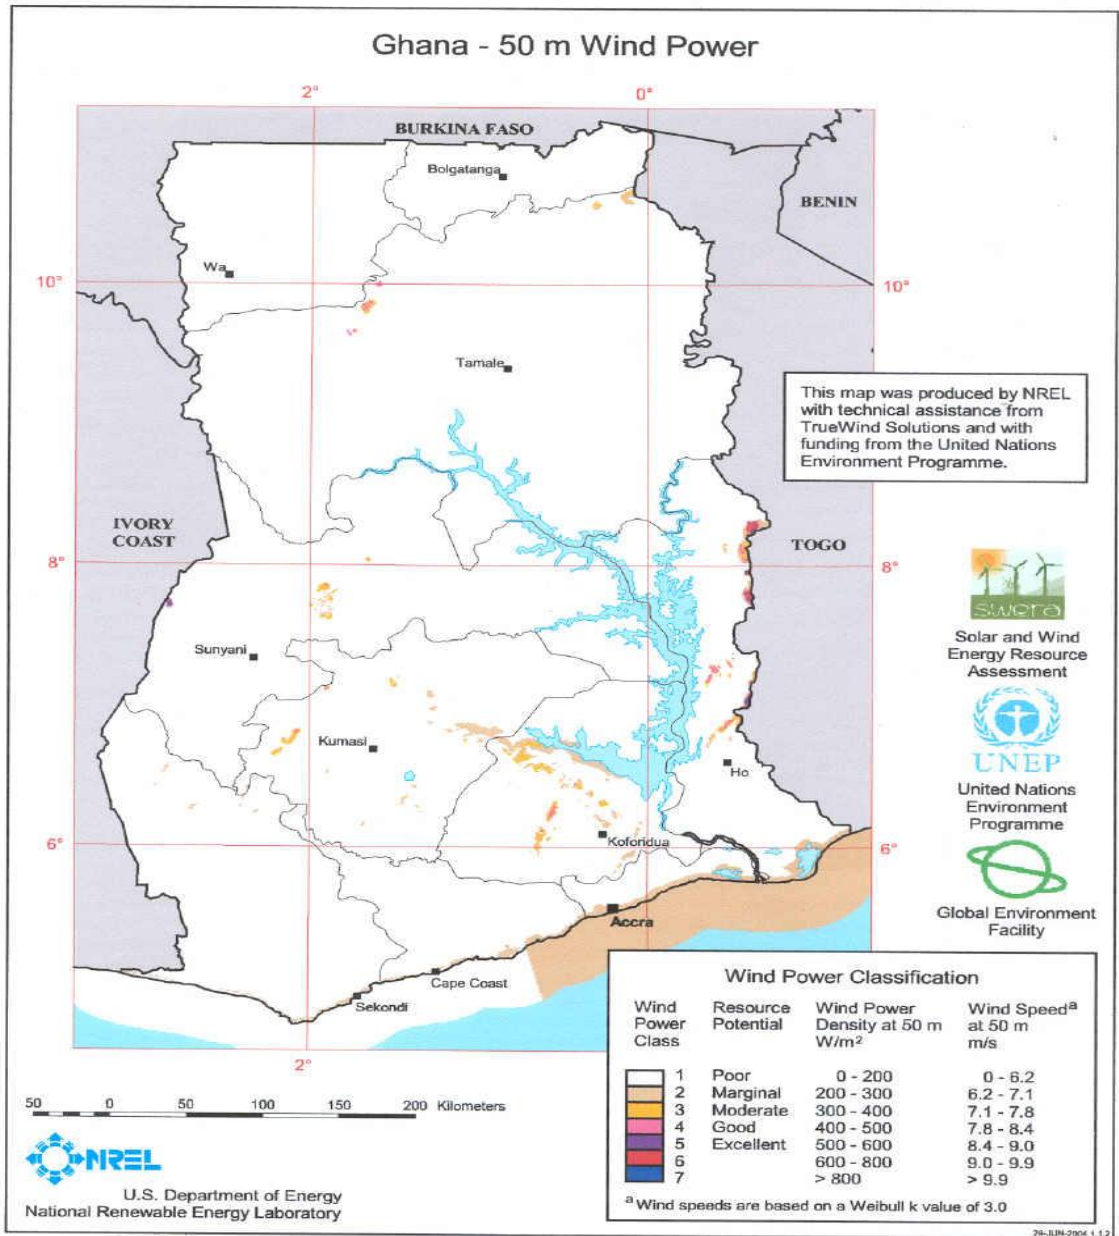 Ghana - 50 m Wind Power
2° 0°
BURKINA FASO
Bolgatanga
BENIN
Wa
10° 10°
Tamale
This map was produced by NREL
with technical assistance from
TrueWind Solutions and with
funding from the United Nations
Environment Programme.
IVORY
COAST
TOGO
8° 8°
swera
Solar and Wind
Energy Resource
Assessment
Sunyani
Kumasi
Ho
UNEP
United Nations
Environment
Programme
6° 6°
Koforidua
Global Environment
Facility
Accra
Cape Coast
Sekondi
2°
Wind Power Classification
Wind Resource Wind Power Wind Speedᵃ
Power Potential Density at 50 m at 50 m
Class W/m² m/s
1 Poor 0 - 200 0 - 6.2
2 Marginal 200 - 300 6.2 - 7.1
3 Moderate 300 - 400 7.1 - 7.8
4 Good 400 - 500 7.8 - 8.4
5 Excellent 500 - 600 8.4 - 9.0
6 600 - 800 9.0 - 9.9
7 > 800 > 9.9
ᵃ Wind speeds are based on a Weibull k value of 3.0
50 0 50 100 150 200 Kilometers
NREL
U.S. Department of Energy
National Renewable Energy Laboratory